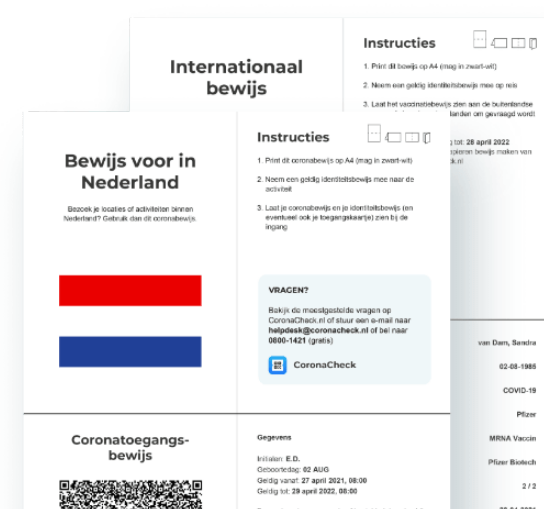 Internationaal
bewijs
Instructies
1. Print dit bewijs op A4 (mag in zwart-wit)
2. Neem een geldig identiteitsbewijs mee op reis
3. Laat het vaccinatiebewijs zien aan de buitenlandse
landen om gevraagd wordt
g tot: 28 april 2022
apieren bewijs maken van
k.nl
Bewijs voor in
Nederland
Bezoek je locaties of activiteiten binnen
Nederland? Gebruik dan dit coronabewijs.
Instructies
1. Print dit coronabewijs op A4 (mag in zwart-wit)
2. Neem een geldig identiteitsbewijs mee naar de
activiteit
3. Laat je coronabewijs en je identiteitsbewijs (en
eventueel ook je toegangskaartje) zien bij de
ingang
VRAGEN?
Bekijk de meestgestelde vragen op
CoronaCheck.nl of stuur een e-mail naar
helpdesk@coronacheck.nl of bel naar
0800-1421 (gratis)
CoronaCheck
van Dam, Sandra
02-08-1986
COVID-19
Pfizer
MRNA Vaccin
Pfizer Biotech
2 / 2
Coronatoegangs-
bewijs
Gegevens
Initialen: E.D.
Geboortedag: 02 AUG
Geldig vanaf: 27 april 2021, 08:00
Geldig tot: 29 april 2022, 08:00